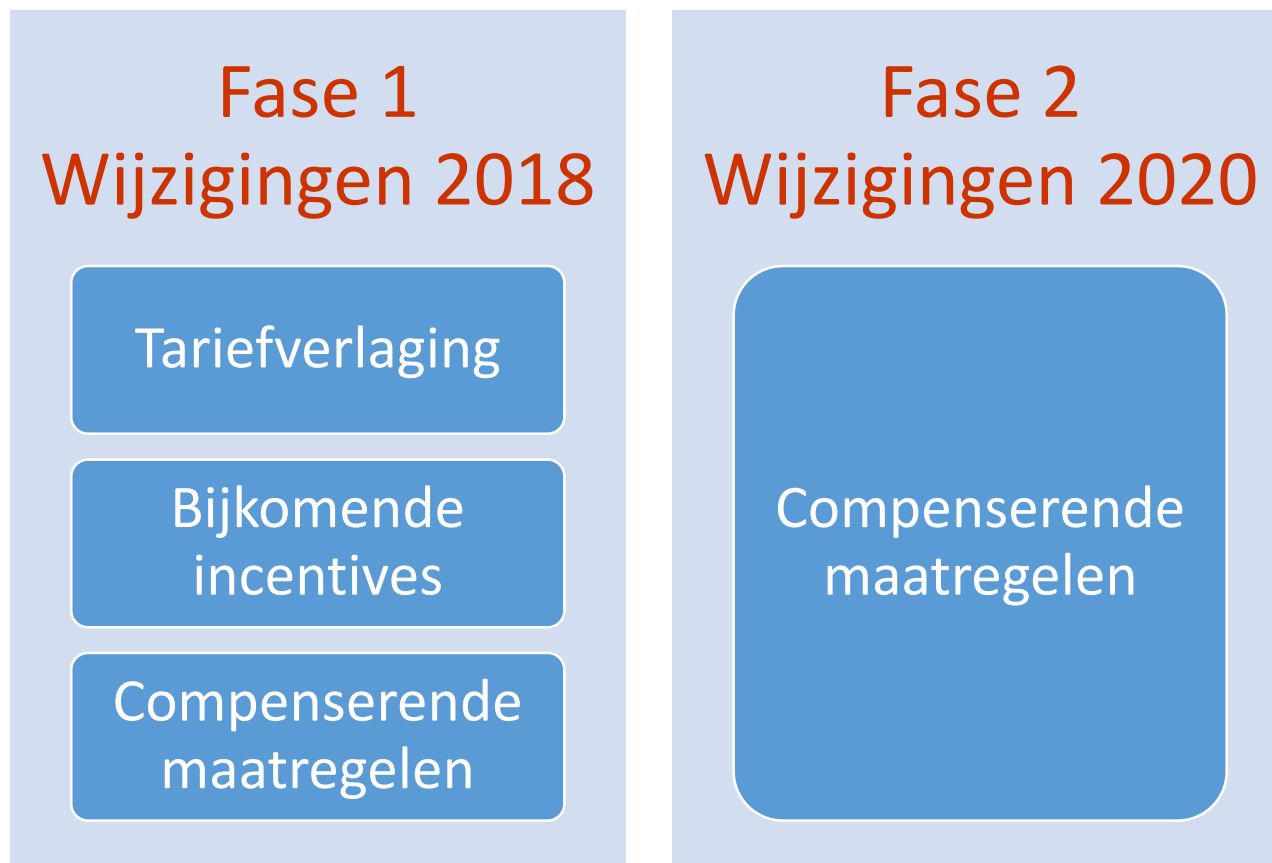 Fase 1
Wijzigingen 2018
Tariefverlaging
Bijkomende
incentives
Compenserende
maatregelen
Fase 2
Wijzigingen 2020
Compenserende
maatregelen